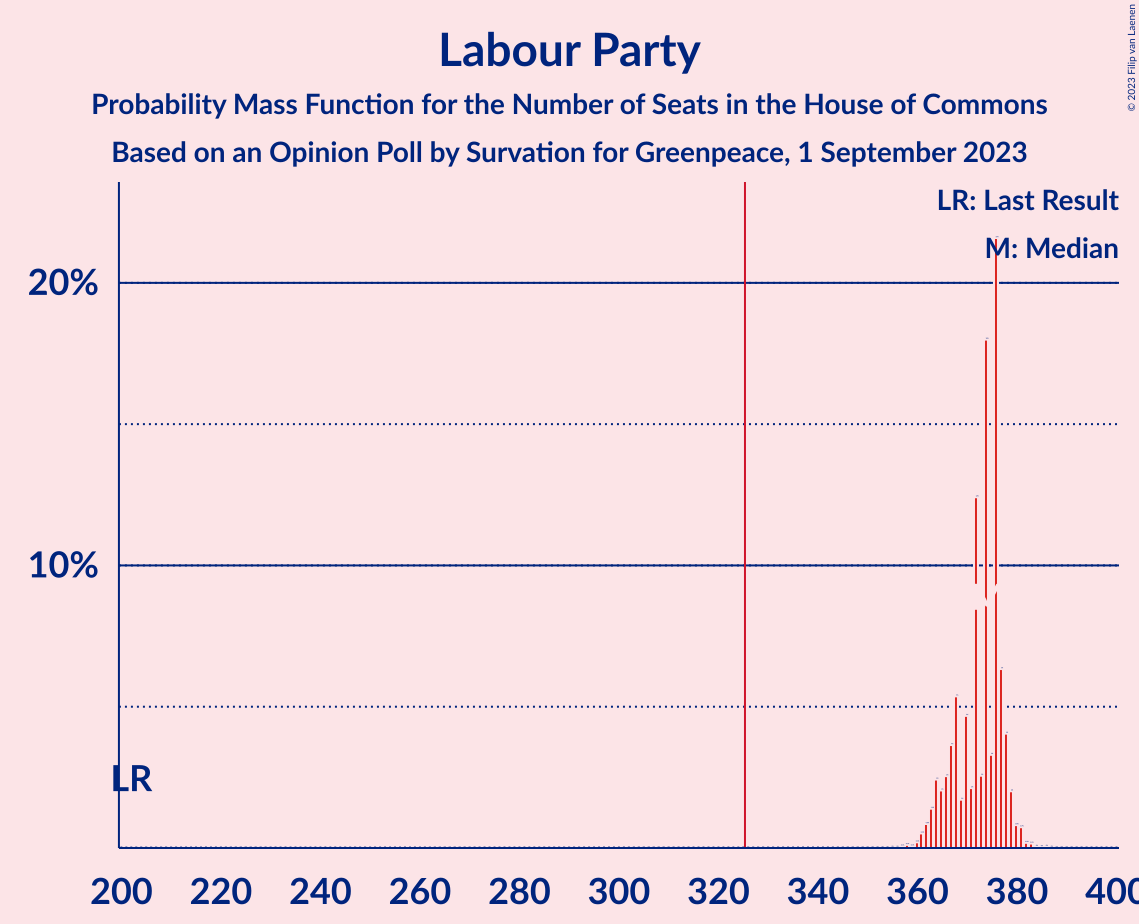 Labour Party
Probability Mass Function for the Number of Seats in the House of Commons
Based on an Opinion Poll by Survation for Greenpeace, 1 September 2023
© 2023 Filip van Laenen
LR: Last Result
M: Median
20%
10%
LR
200 220 240 260 280 300 320 340 360 380 400